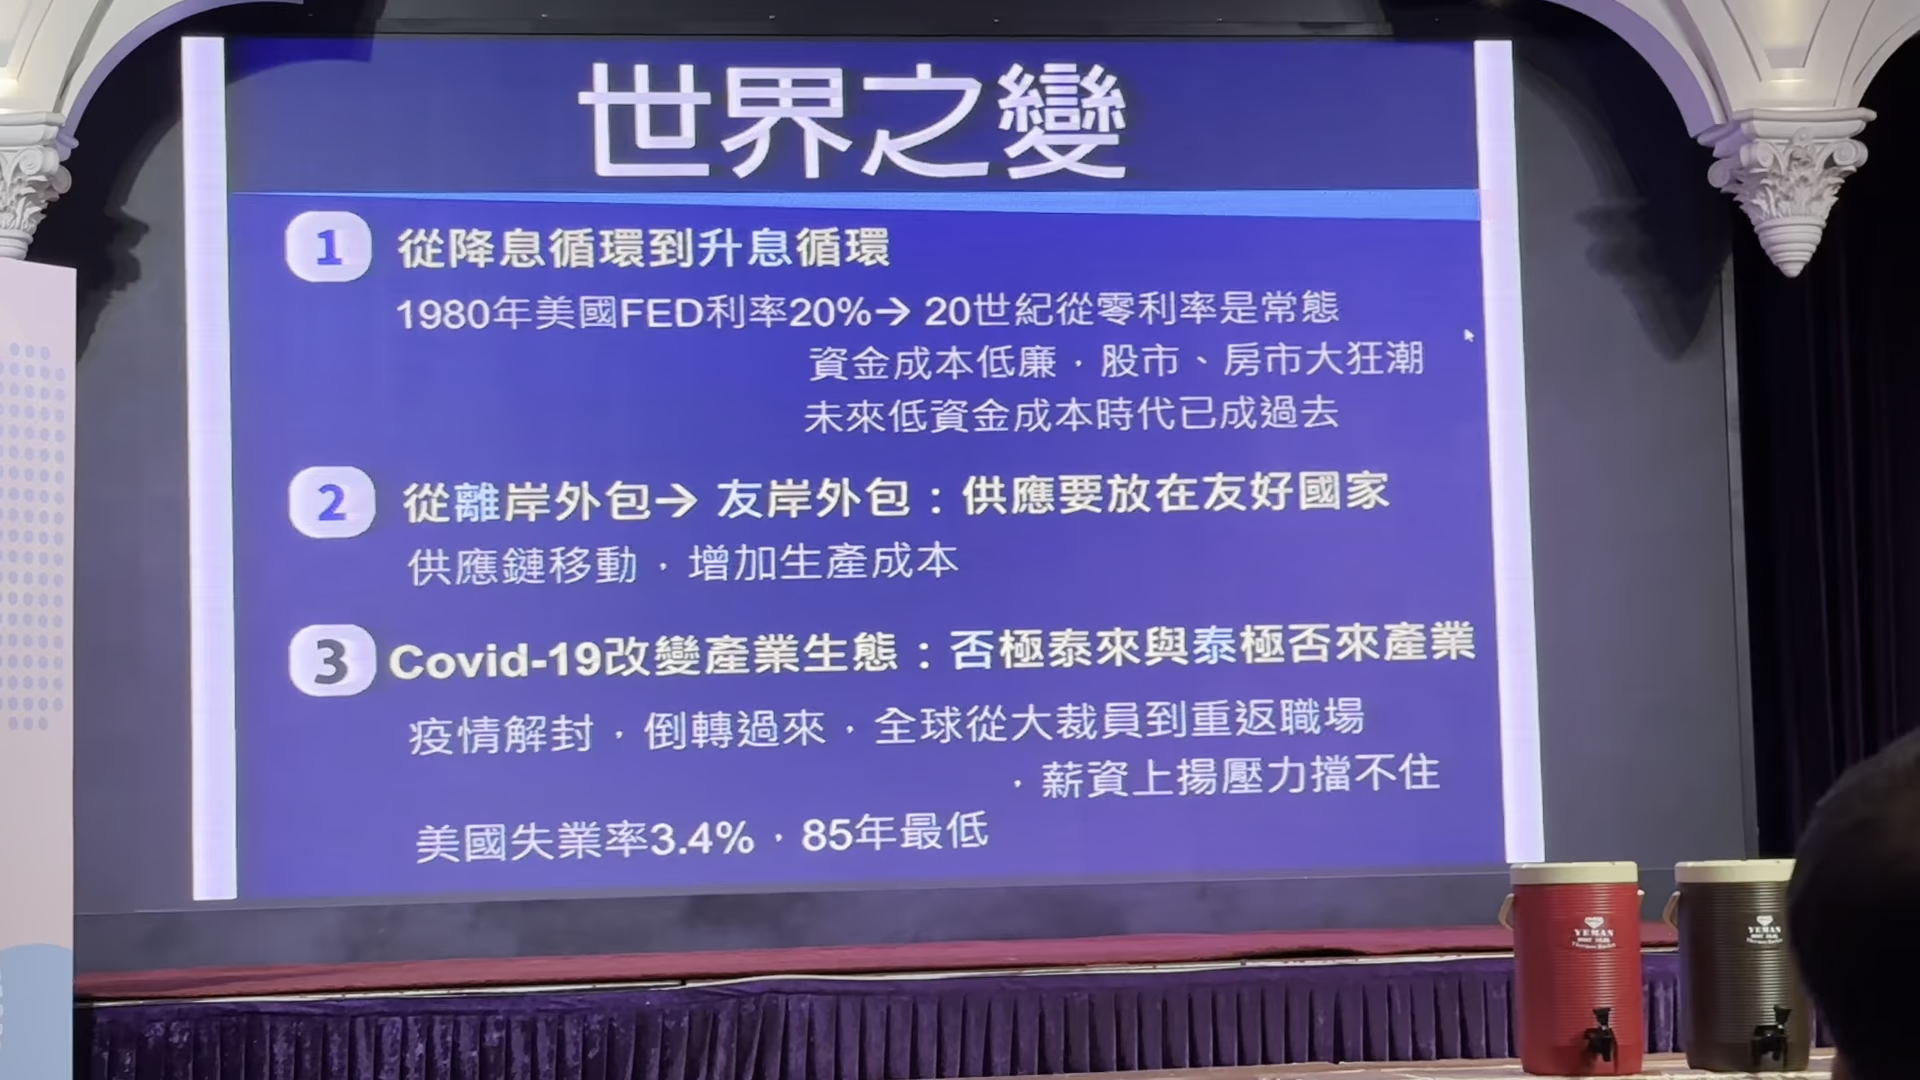 世界之變
1 從降息循環到升息循環
1980年美國FED利率20%→ 20世紀從零利率是常態
資金成本低廉，股市、房市大狂潮
未來低資金成本時代已成過去
2 從離岸外包→ 友岸外包：供應要放在友好國家
供應鏈移動，增加生產成本
3 Covid-19改變產業生態：否極泰來與泰極否來產業
疫情解封，倒轉過來，全球從大裁員到重返職場
，薪資上揚壓力擋不住
美國失業率3.4%，85年最低
YEMAN
YEMAN